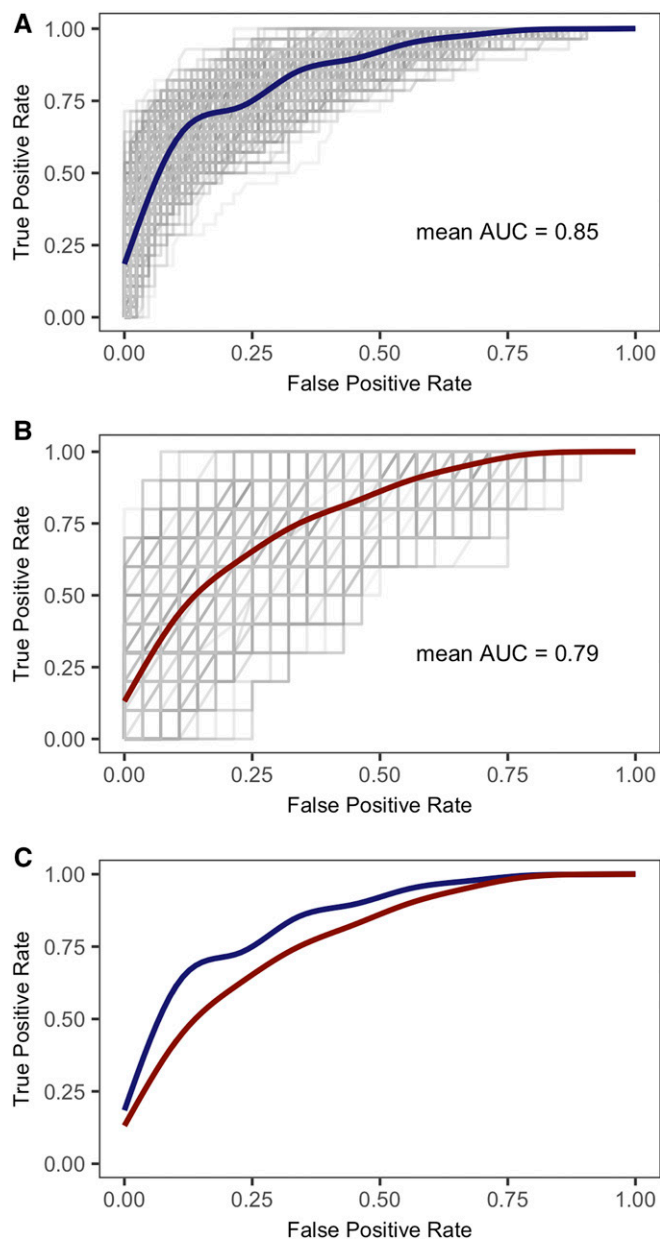 A
1.00
0.75
0.50
0.25
0.00
True Positive Rate
mean AUC = 0.85
0.00 0.25 0.50 0.75 1.00
False Positive Rate
B
1.00
0.75
0.50
0.25
0.00
True Positive Rate
mean AUC = 0.79
0.00 0.25 0.50 0.75 1.00
False Positive Rate
C
1.00
0.75
0.50
0.25
0.00
True Positive Rate
0.00 0.25 0.50 0.75 1.00
False Positive Rate